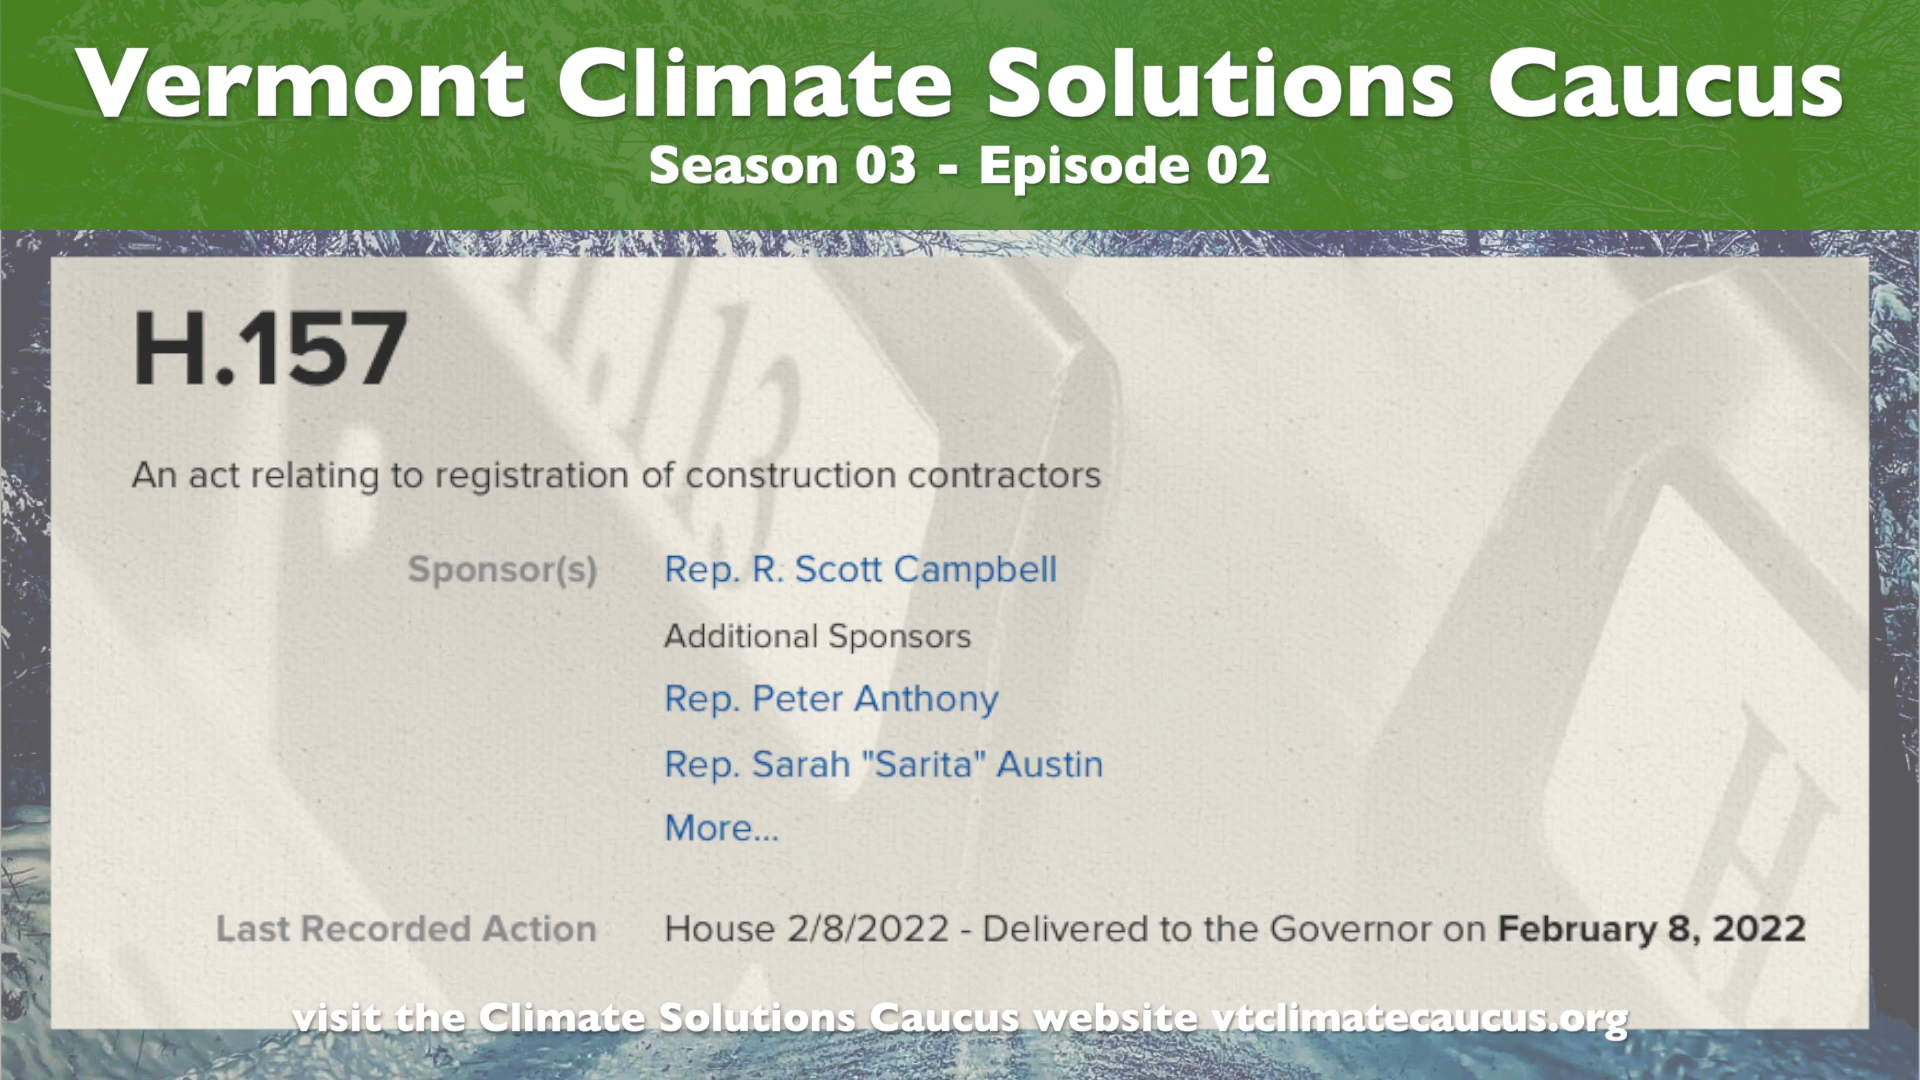 Vermont Climate Solutions Caucus
Season 03 - Episode 02
H.157
An act relating to registration of construction contractors
Sponsor(s) Rep. R. Scott Campbell
Additional Sponsors
Rep. Peter Anthony
Rep. Sarah "Sarita" Austin
More...
Last Recorded Action House 2/8/2022 - Delivered to the Governor on February 8, 2022
visit the Climate Solutions Caucus website vtclimatecaucus.org